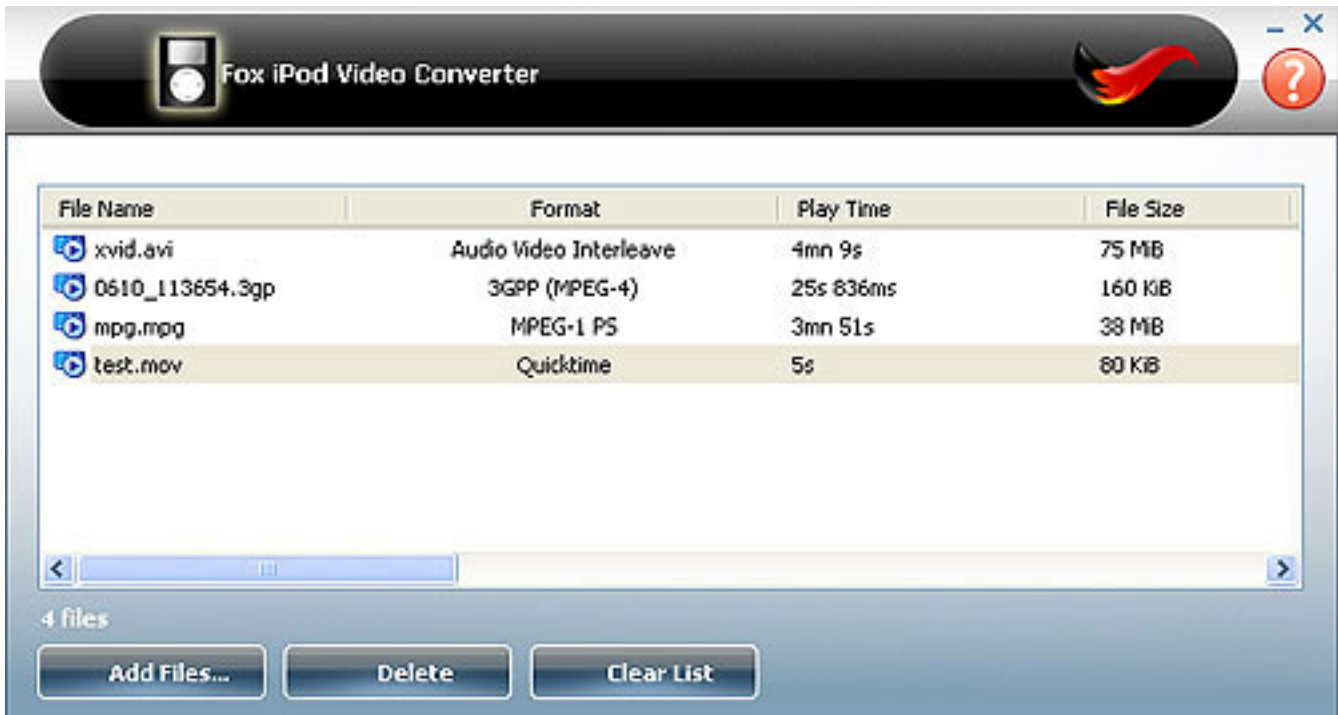 Fox iPod Video Converter
File Name Format Play Time File Size
xvid.avi Audio Video Interleave 4mn 9s 75 MiB
0610_113654.3gp 3GPP (MPEG-4) 25s 836ms 160 KiB
mpg.mpg MPEG-1 PS 3mn 51s 38 MiB
test.mov Quicktime 5s 80 KiB
4 files
Add Files... Delete Clear List